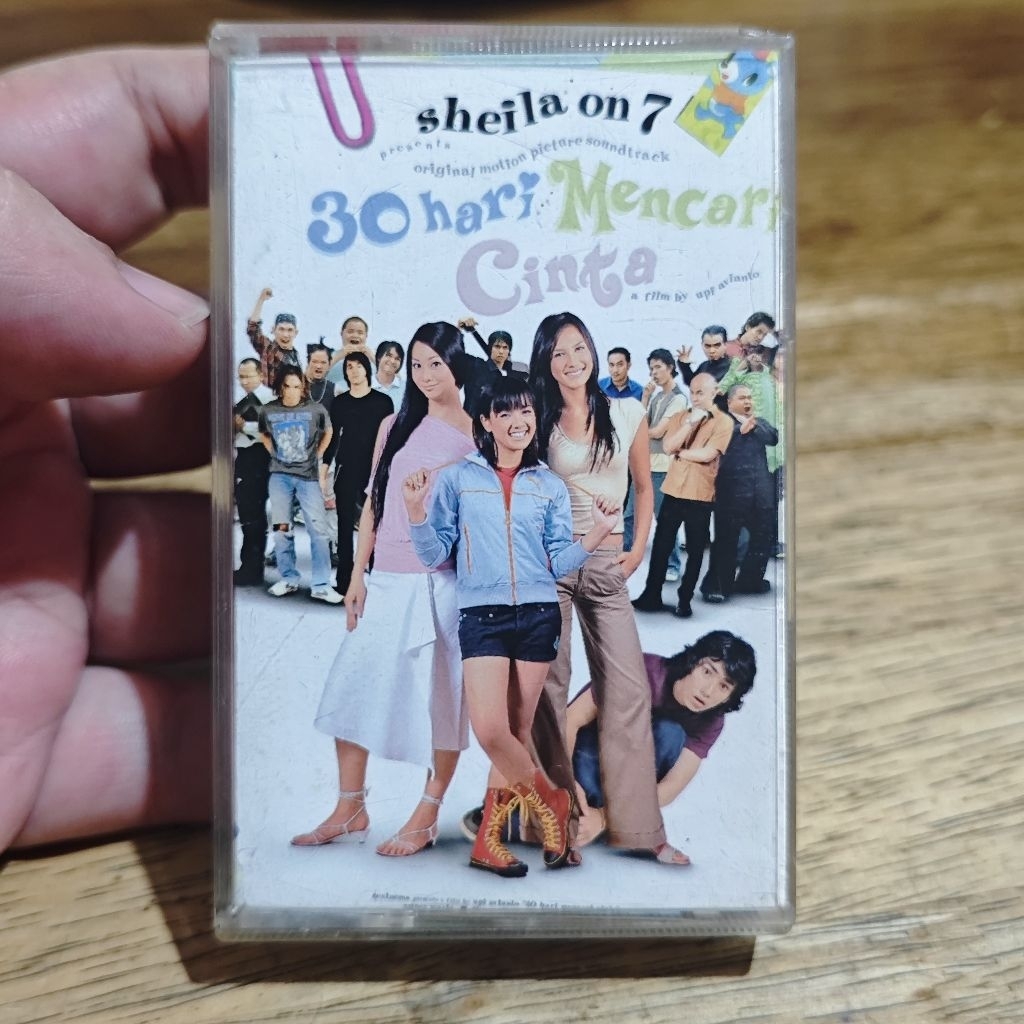 sheila on 7
presents
original motion picture soundtrack
30 hari Mencari
Cinta
a film by upi avianto